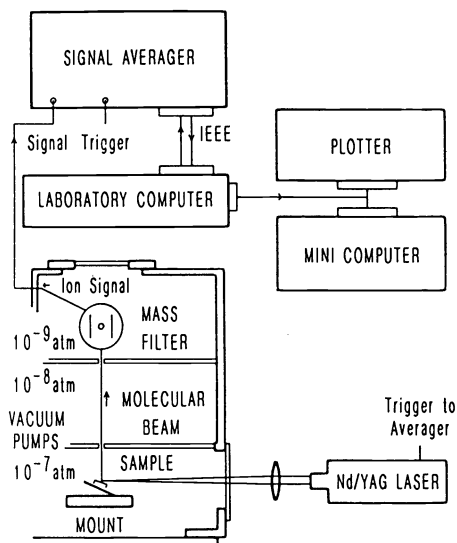 SIGNAL AVERAGER
Signal Trigger
IEEE
LABORATORY COMPUTER
PLOTTER
MINI COMPUTER
Ion Signal
MASS
FILTER
10⁻⁹atm
10⁻⁸atm
MOLECULAR
BEAM
VACUUM
PUMPS
10⁻⁷atm
SAMPLE
MOUNT
Trigger to
Averager
Nd/YAG LASER